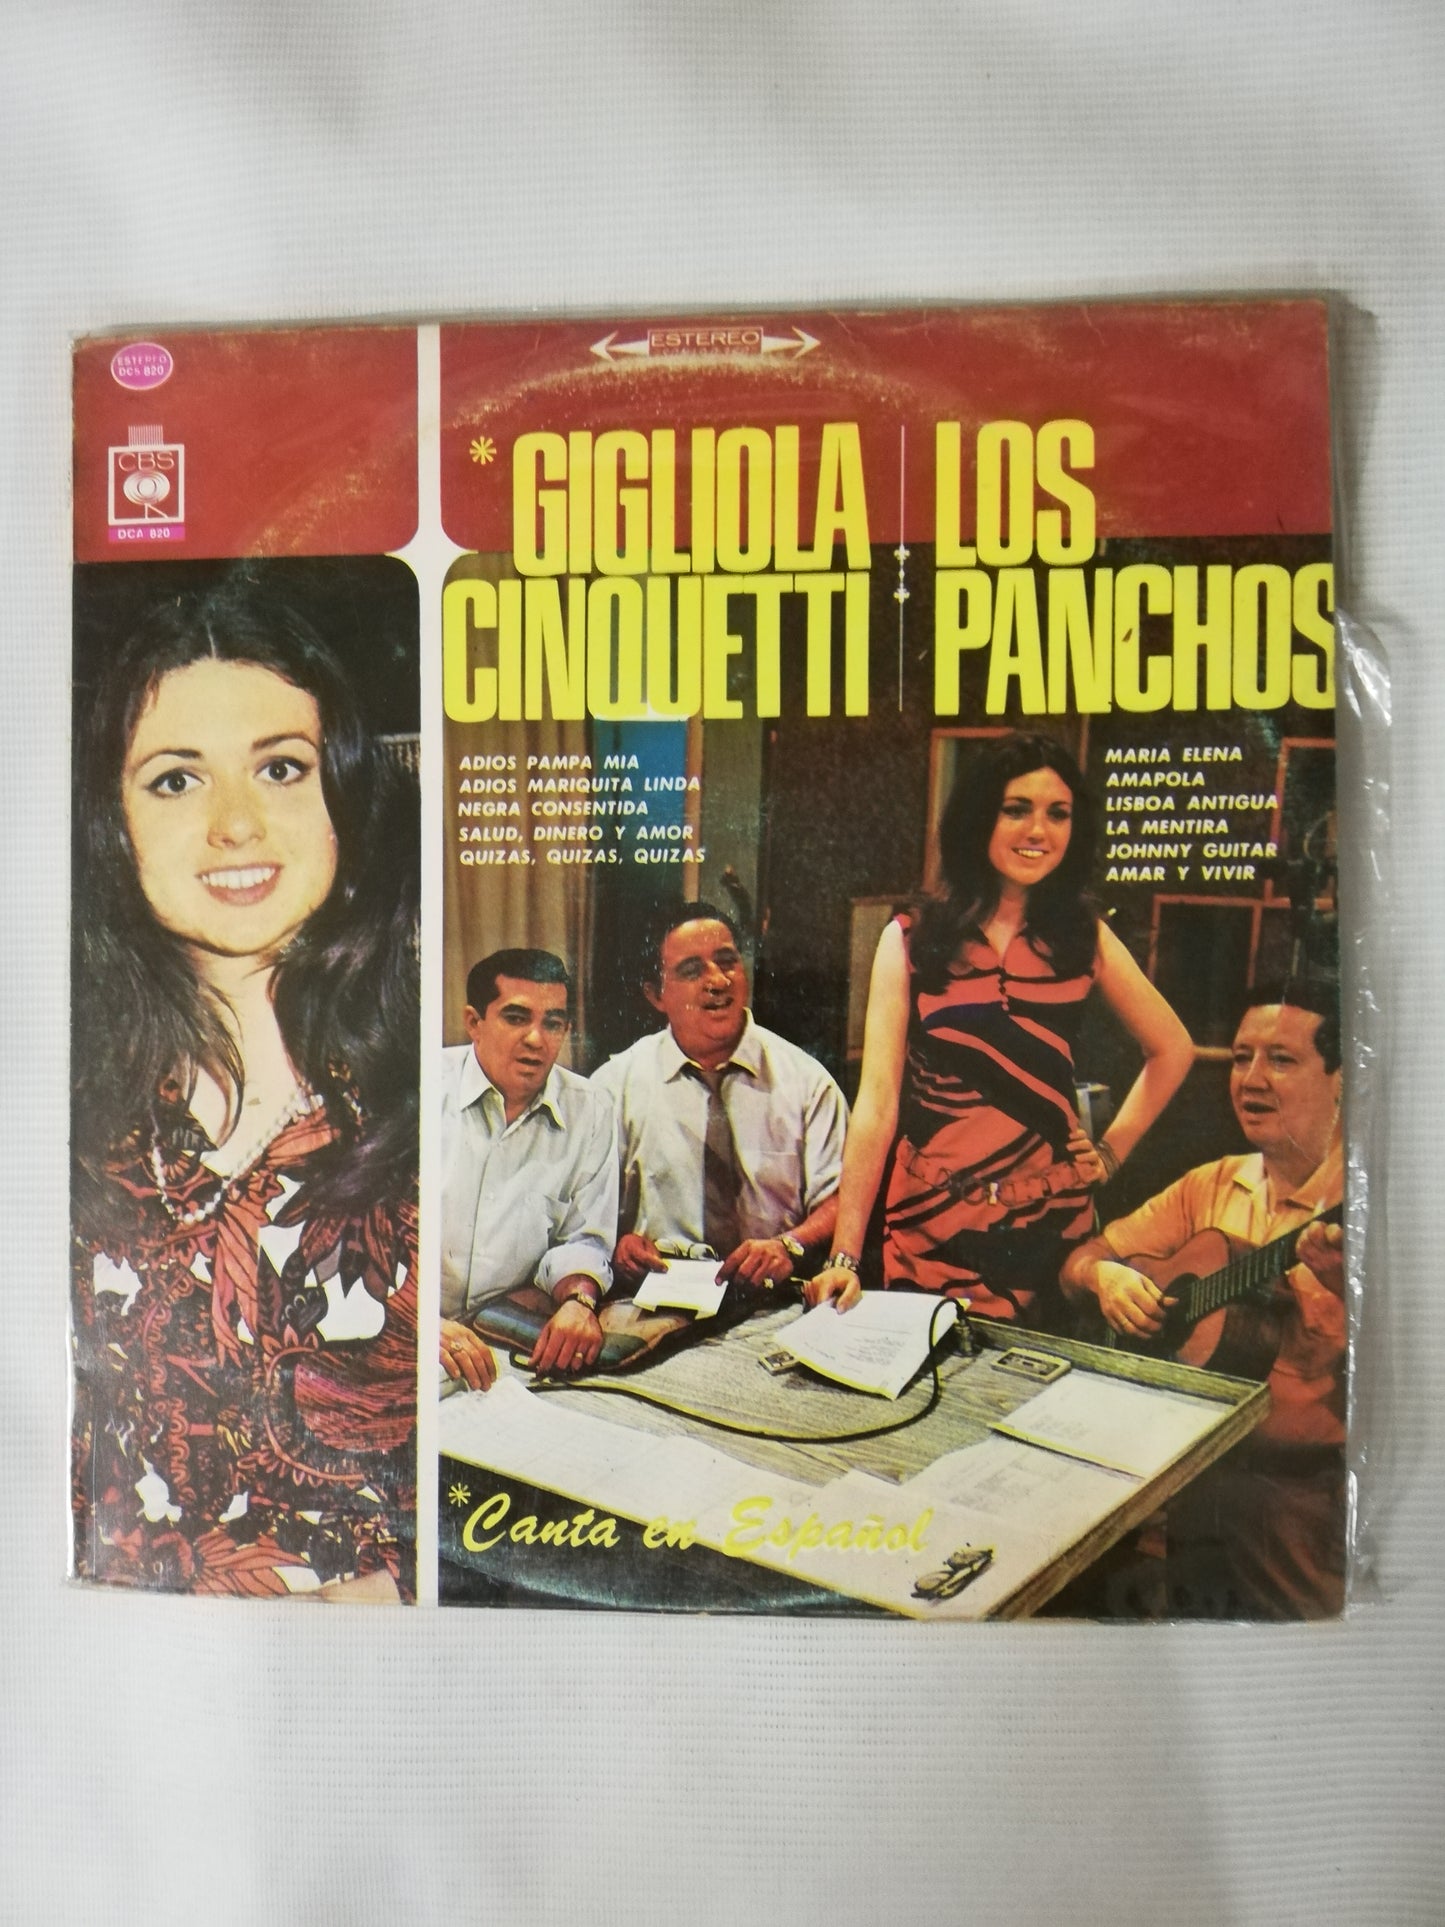 ESTEREO
DCS 820
CBS
DCA 820
ESTEREO
*GIGLIOLA
CINQUETTI
LOS
PANCHOS
ADIOS PAMPA MIA
ADIOS MARIQUITA LINDA
NEGRA CONSENTIDA
SALUD, DINERO Y AMOR
QUIZAS, QUIZAS, QUIZAS
MARIA ELENA
AMAPOLA
LISBOA ANTIGUA
LA MENTIRA
JOHNNY GUITAR
AMAR Y VIVIR
*Canta en Español